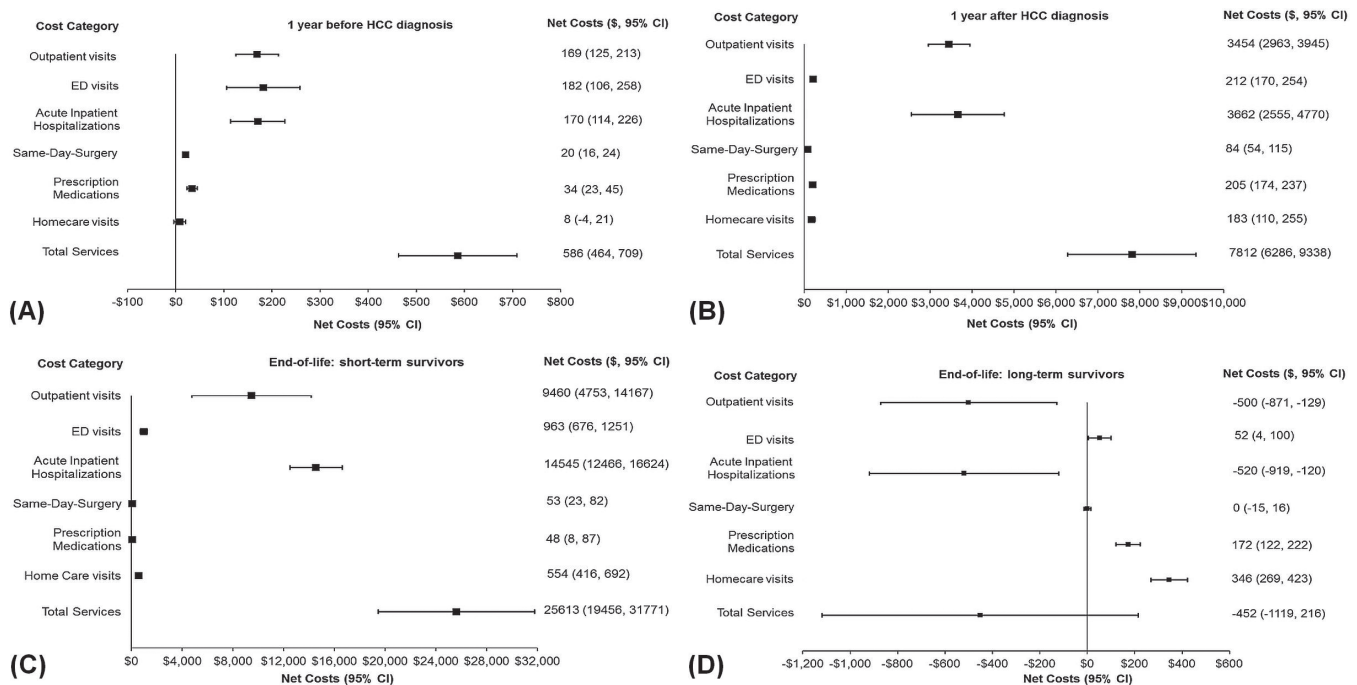 Cost Category 1 year before HCC diagnosis Net Costs ($, 95% CI)
Outpatient visits 169 (125, 213)
ED visits 182 (106, 258)
Acute Inpatient
Hospitalizations 170 (114, 226)
Same-Day-Surgery 20 (16, 24)
Prescription
Medications 34 (23, 45)
Homecare visits 8 (-4, 21)
Total Services 586 (464, 709)
-$100 $0 $100 $200 $300 $400 $500 $600 $700 $800
Net Costs (95% CI)
(A)
Cost Category 1 year after HCC diagnosis Net Costs ($, 95% CI)
Outpatient visits 3454 (2963, 3945)
ED visits 212 (170, 254)
Acute Inpatient
Hospitalizations 3662 (2555, 4770)
Same-Day-Surgery 84 (54, 115)
Prescription
Medications 205 (174, 237)
Homecare visits 183 (110, 255)
Total Services 7812 (6286, 9338)
$0 $1,000 $2,000 $3,000 $4,000 $5,000 $6,000 $7,000 $8,000 $9,000 $10,000
Net Costs (95% CI)
(B)
Cost Category End-of-life: short-term survivors Net Costs ($, 95% CI)
Outpatient visits 9460 (4753, 14167)
ED visits 963 (676, 1251)
Acute Inpatient
Hospitalizations 14545 (12466, 16624)
Same-Day-Surgery 53 (23, 82)
Prescription
Medications 48 (8, 87)
Home Care visits 554 (416, 692)
Total Services 25613 (19456, 31771)
$0 $4,000 $8,000 $12,000 $16,000 $20,000 $24,000 $28,000 $32,000
Net Costs (95% CI)
(C)
Cost Category End-of-life: long-term survivors Net Costs ($, 95% CI)
Outpatient visits -500 (-871, -129)
ED visits 52 (4, 100)
Acute Inpatient
Hospitalizations -520 (-919, -120)
Same-Day-Surgery 0 (-15, 16)
Prescription
Medications 172 (122, 222)
Homecare visits 346 (269, 423)
Total Services -452 (-1119, 216)
-$1,200 -$1,000 -$800 -$600 -$400 -$200 $0 $200 $400 $600
Net Costs (95% CI)
(D)